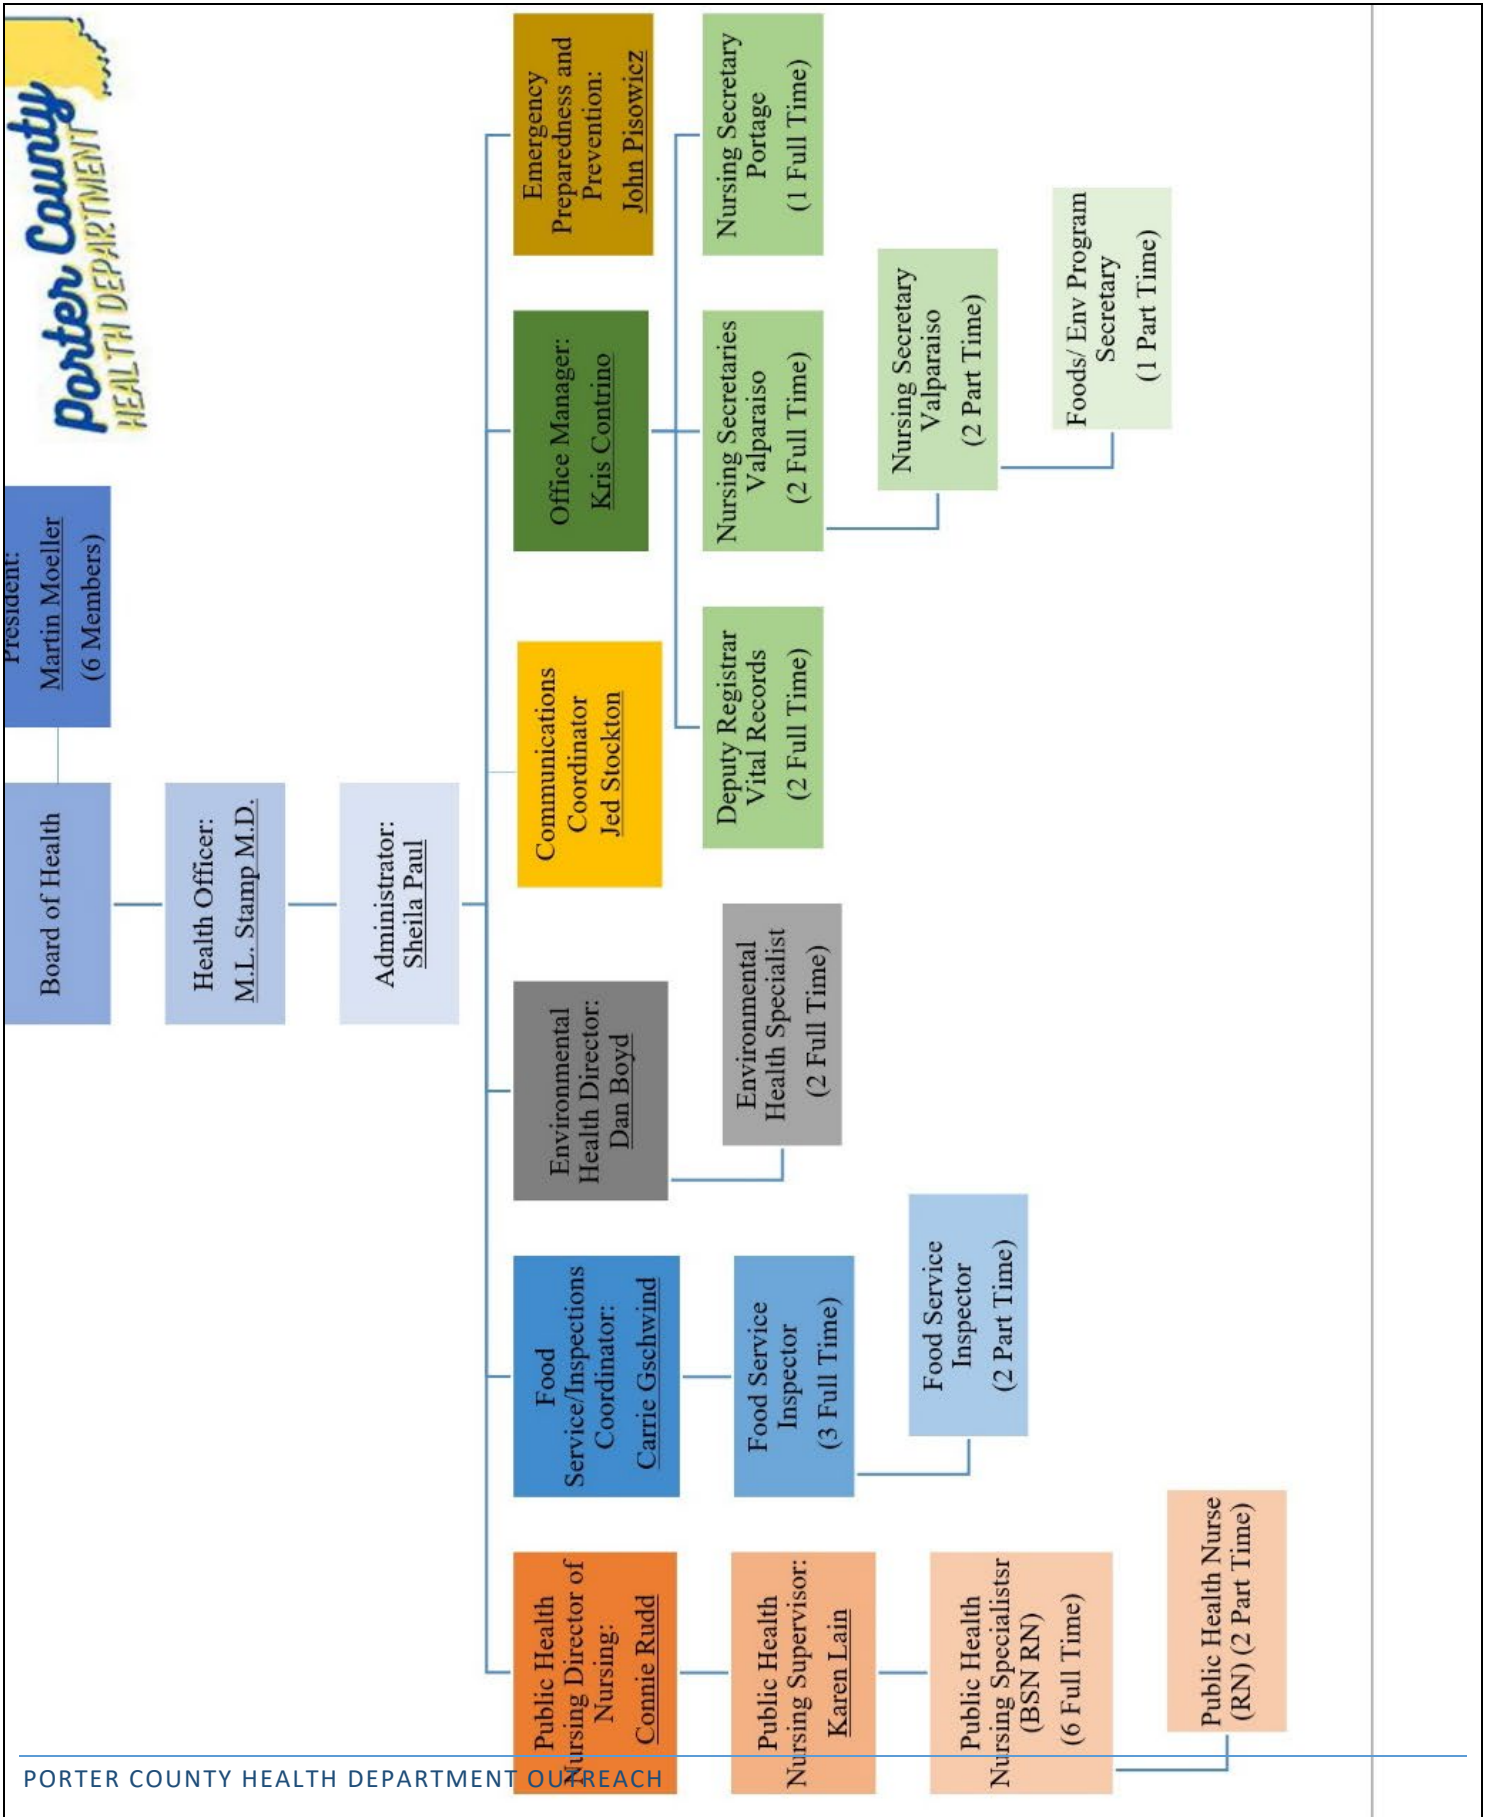 Porter County
HEALTH DEPARTMENT
President:
Martin Moeller
(6 Members)
Board of Health
Health Officer:
M.L. Stamp M.D.
Administrator:
Sheila Paul
Public Health
Nursing Director of
Nursing:
Connie Rudd
Food
Service/Inspections
Coordinator:
Carrie Gschwind
Environmental
Health Director:
Dan Boyd
Communications
Coordinator
Jed Stockton
Office Manager:
Kris Contrino
Emergency
Preparedness and
Prevention:
John Pisowicz
Public Health
Nursing Supervisor:
Karen Lain
Food Service
Inspector
(3 Full Time)
Environmental
Health Specialist
(2 Full Time)
Deputy Registrar
Vital Records
(2 Full Time)
Nursing Secretaries
Valparaiso
(2 Full Time)
Nursing Secretary
Portage
(1 Full Time)
Public Health
Nursing Specialistsr
(BSN RN)
(6 Full Time)
Food Service
Inspector
(2 Part Time)
Nursing Secretary
Valparaiso
(2 Part Time)
Foods/ Env Program
Secretary
(1 Part Time)
Public Health Nurse
(RN) (2 Part Time)
PORTER COUNTY HEALTH DEPARTMENT OUTREACH